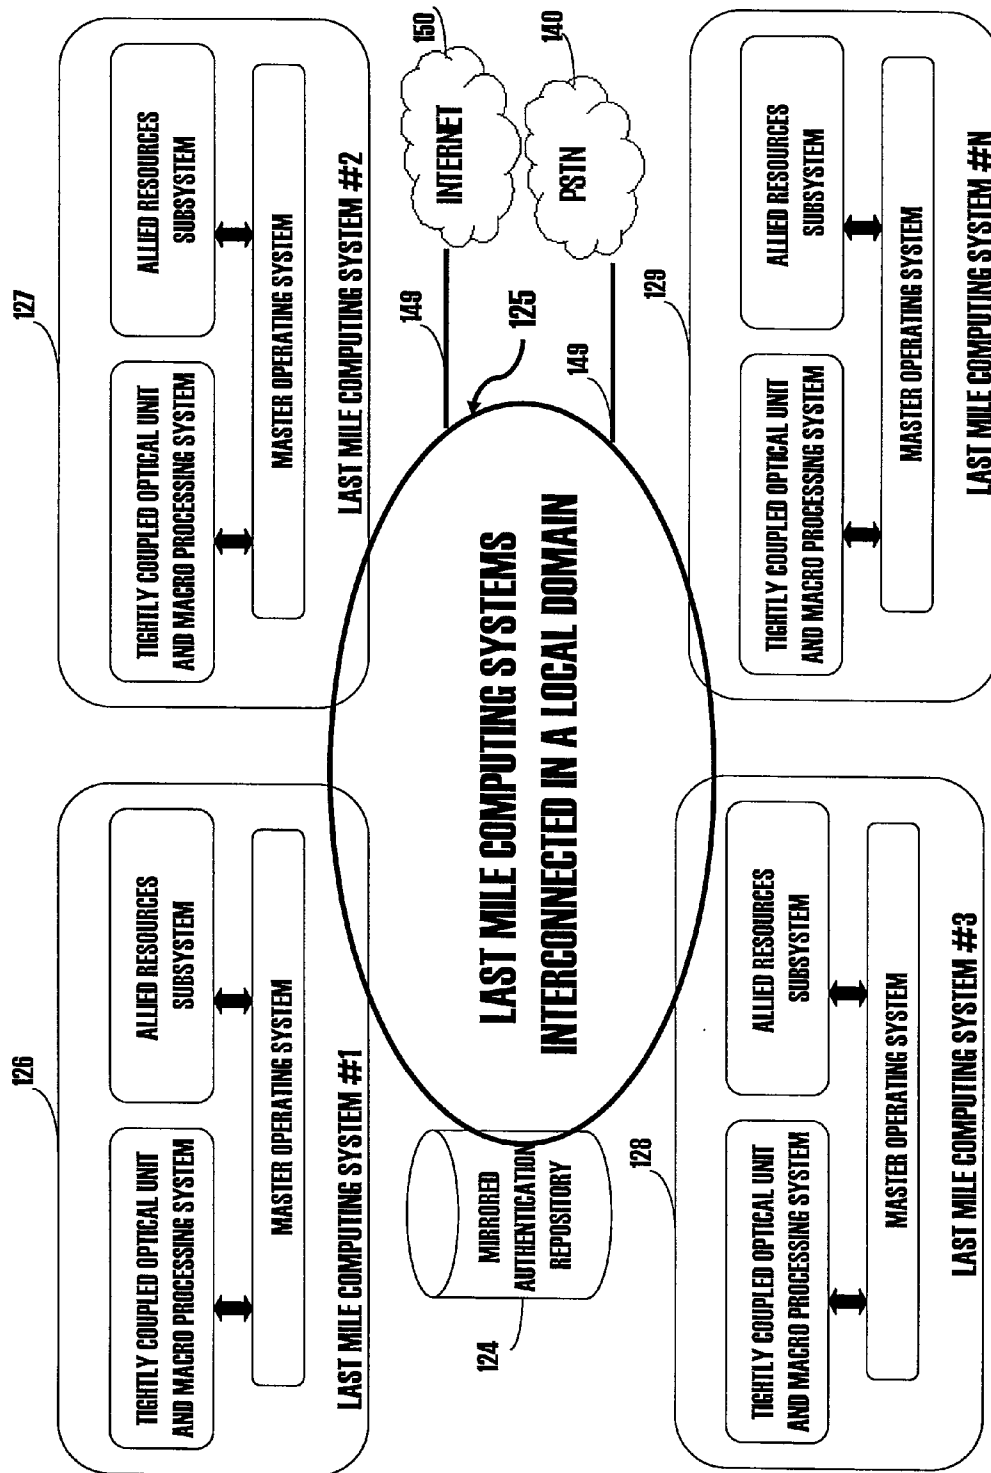 126
TIGHTLY COUPLED OPTICAL UNIT
AND MACRO PROCESSING SYSTEM
ALLIED RESOURCES
SUBSYSTEM
MASTER OPERATING SYSTEM
LAST MILE COMPUTING SYSTEM #1
127
TIGHTLY COUPLED OPTICAL UNIT
AND MACRO PROCESSING SYSTEM
ALLIED RESOURCES
SUBSYSTEM
MASTER OPERATING SYSTEM
LAST MILE COMPUTING SYSTEM #2
124
MIRRORED
AUTHENTICATION
REPOSITORY
LAST MILE COMPUTING SYSTEMS
INTERCONNECTED IN A LOCAL DOMAIN
125
149
149
INTERNET
150
PSTN
140
128
TIGHTLY COUPLED OPTICAL UNIT
AND MACRO PROCESSING SYSTEM
ALLIED RESOURCES
SUBSYSTEM
MASTER OPERATING SYSTEM
LAST MILE COMPUTING SYSTEM #3
129
TIGHTLY COUPLED OPTICAL UNIT
AND MACRO PROCESSING SYSTEM
ALLIED RESOURCES
SUBSYSTEM
MASTER OPERATING SYSTEM
LAST MILE COMPUTING SYSTEM #N